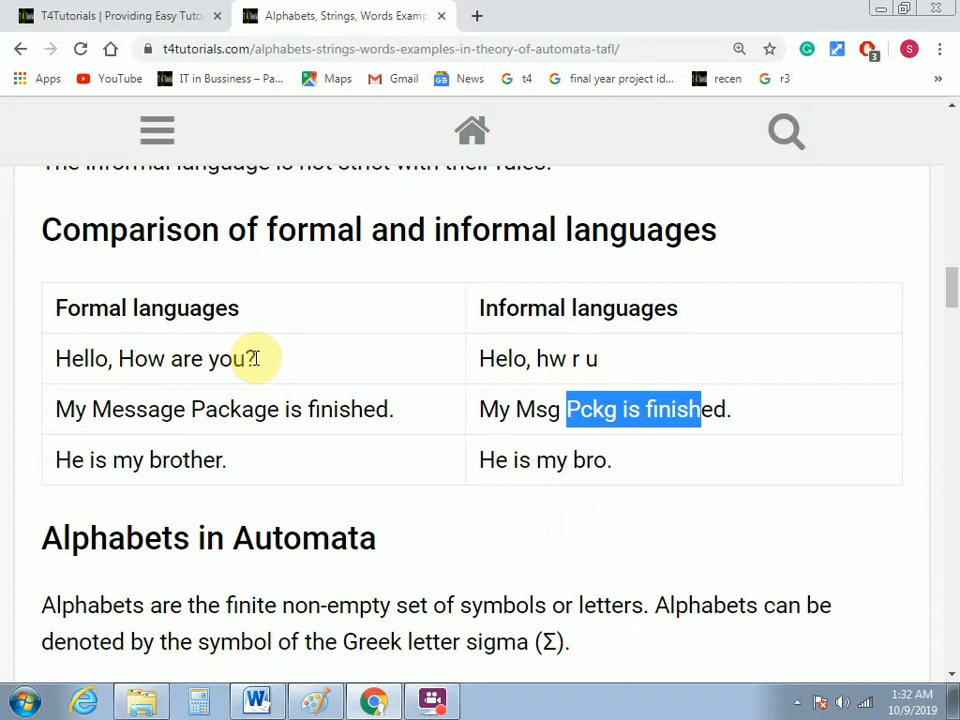 T4Tutorials | Providing Easy Tuto
Alphabets, Strings, Words Examp
t4tutorials.com/alphabets-strings-words-examples-in-theory-of-automata-tafl/
3
S
Apps
YouTube
IT in Bussiness – Pa...
Maps
Gmail
News
t4
final year project id...
recen
r3
»
The informal language is not strict with their rules.
Comparison of formal and informal languages
Formal languages
Informal languages
Hello, How are you?
Helo, hw r u
My Message Package is finished.
My Msg Pckg is finished.
He is my brother.
He is my bro.
Alphabets in Automata
Alphabets are the finite non-empty set of symbols or letters. Alphabets can be
denoted by the symbol of the Greek letter sigma (Σ).
1:32 AM
10/9/2019